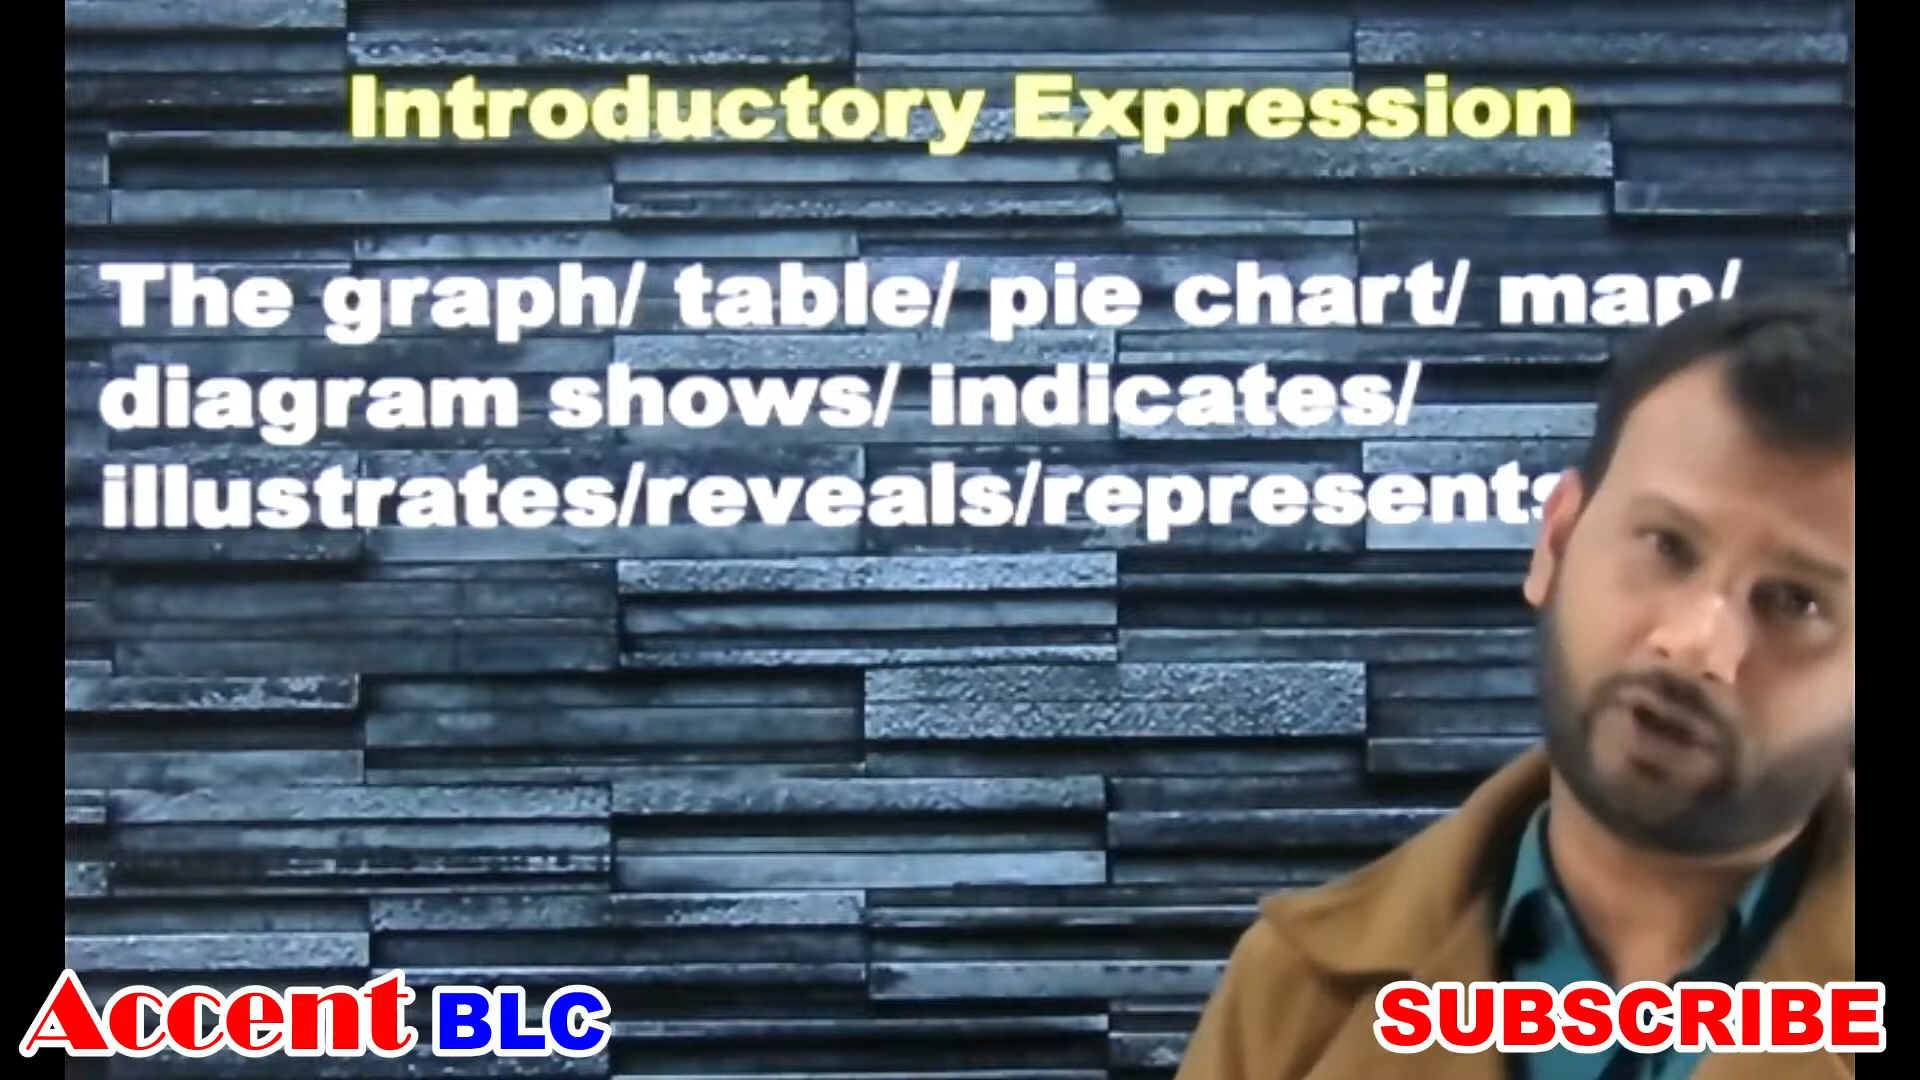 Introductory Expression
The graph/ table/ pie chart/ map/
diagram shows/ indicates/
illustrates/reveals/represents
Accent BLC
SUBSCRIBE